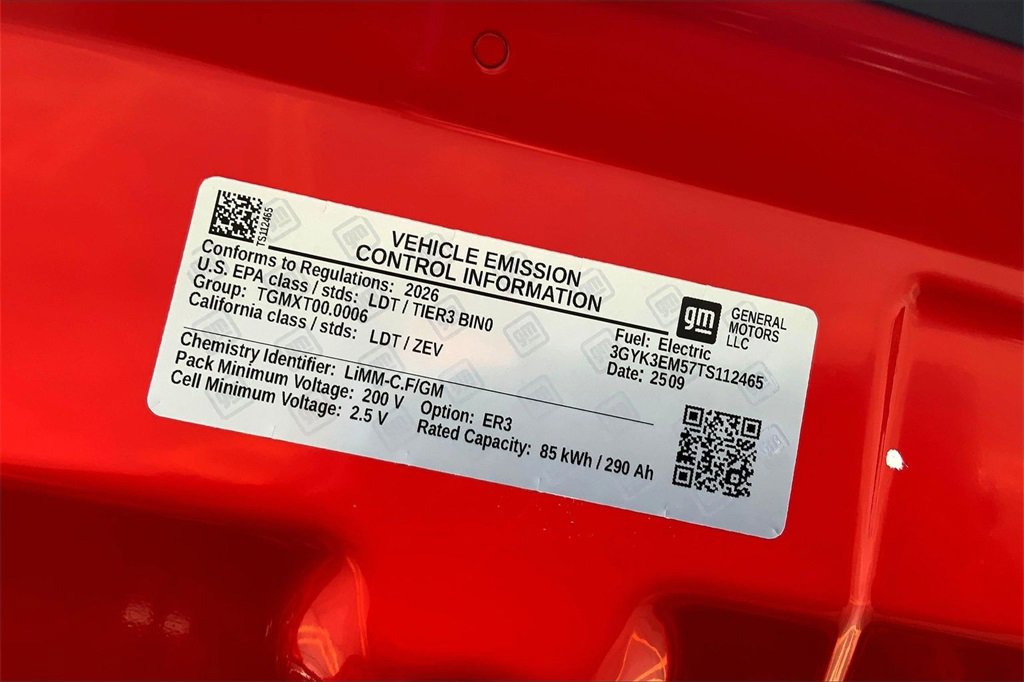 TS112465
VEHICLE EMISSION
CONTROL INFORMATION
gm
GENERAL
MOTORS
LLC
Conforms to Regulations: 2026
U.S. EPA class / stds: LDT / TIER3 BIN0
Group: TGMXT00.0006
California class / stds: LDT / ZEV
Fuel: Electric
3GYK3EM57TS112465
Date: 2509
Chemistry Identifier: LiMM-C.F/GM
Pack Minimum Voltage: 200 V Option: ER3
Cell Minimum Voltage: 2.5 V Rated Capacity: 85 kWh / 290 Ah